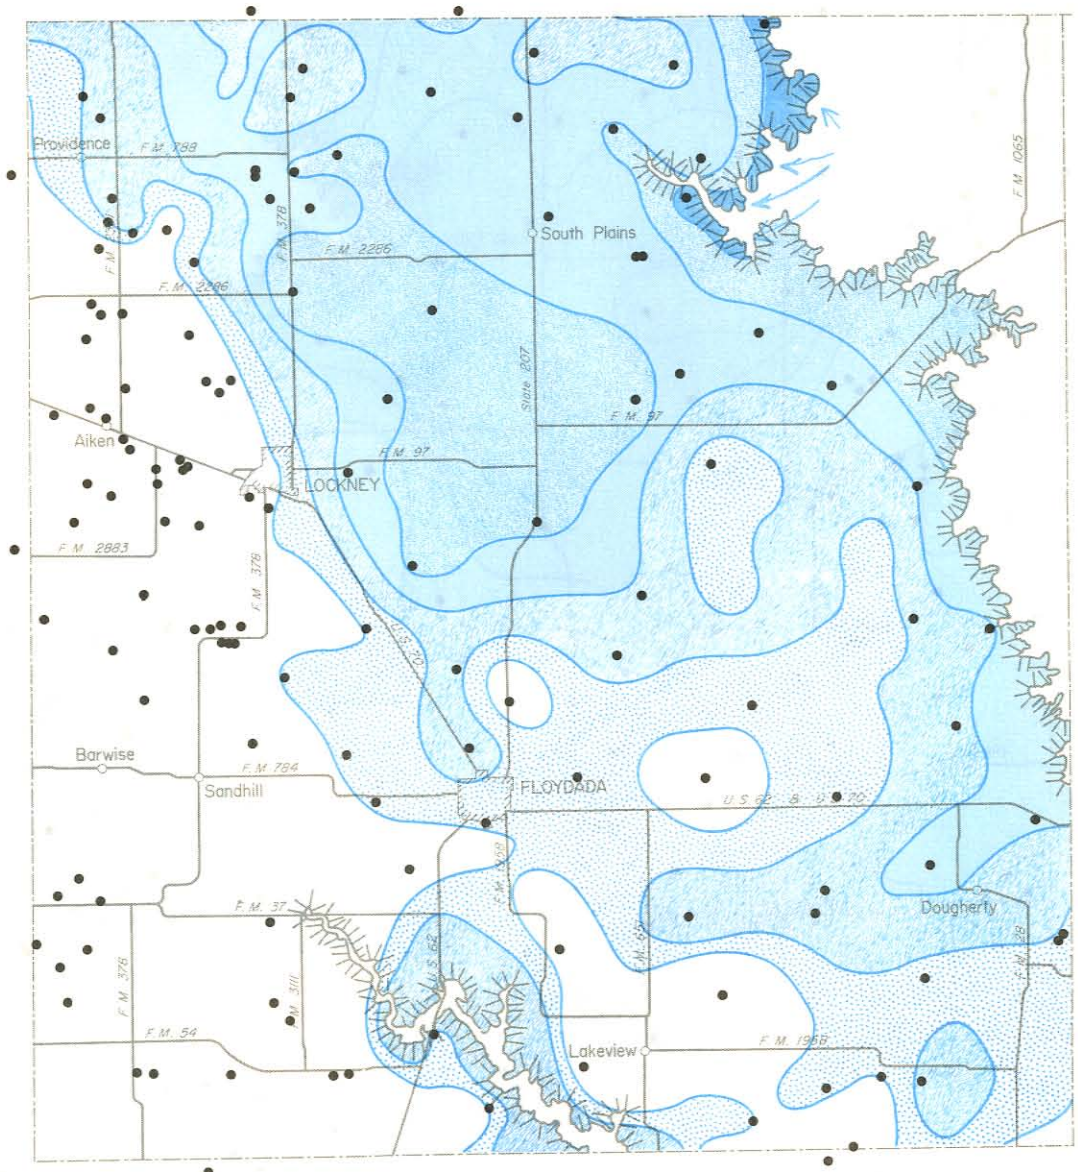 Providence
F. M. 788
F. M. 1065
F. M. 378
South Plains
F. M. 2286
F. M. 2286
State 207
F. M. 97
Aiken
F. M. 97
LOCKNEY
F. M. 2883
F. M. 378
U.S. 70
Barwise
F. M. 784
Sandhill
FLOYDADA
U.S. 62 & U.S. 70
F. M. 37
Dougherty
U.S. 62
F. M. 28
F. M. 378
F. M. 3111
F. M. 54
Lakeview
F. M. 1958